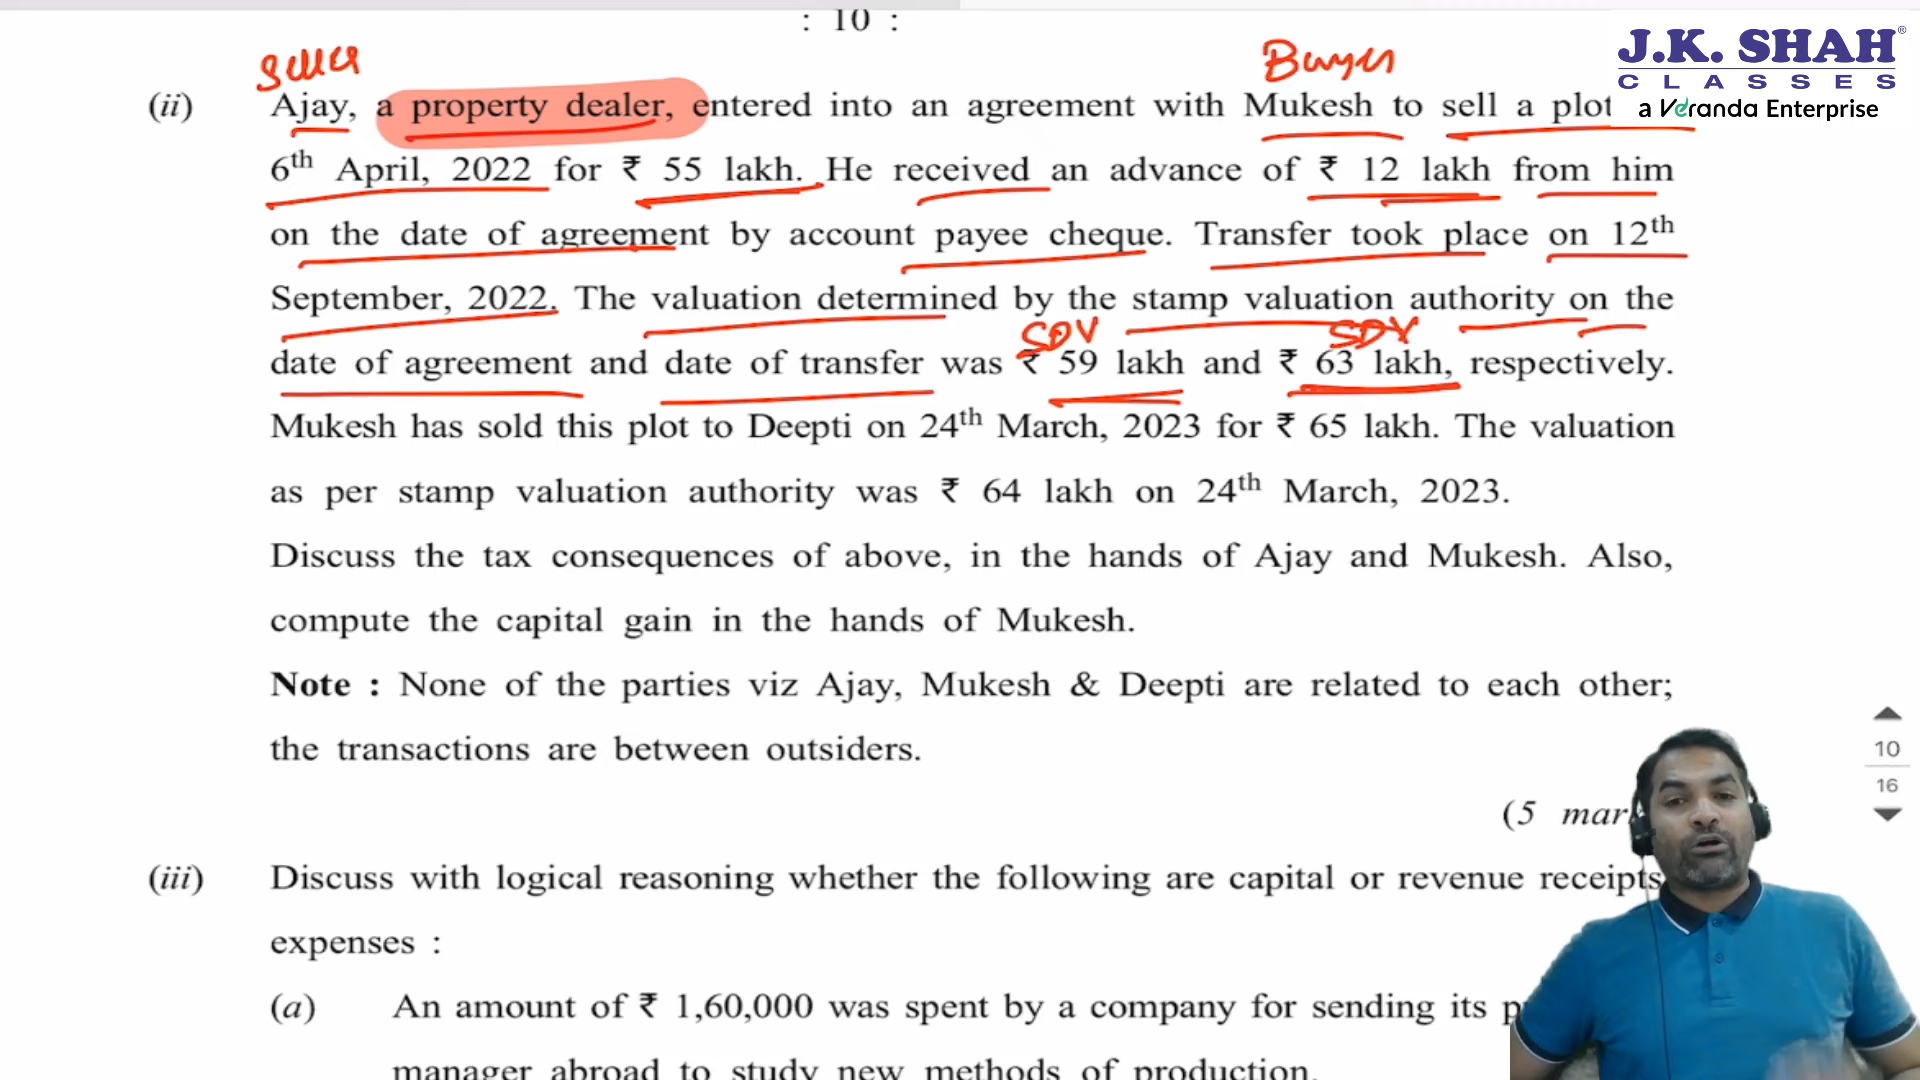 : 10 :
J.K. SHAH®
CLASSES
a Veranda Enterprise
Seller
Buyer
(ii) Ajay, a property dealer, entered into an agreement with Mukesh to sell a plot
6th April, 2022 for ₹ 55 lakh. He received an advance of ₹ 12 lakh from him
on the date of agreement by account payee cheque. Transfer took place on 12th
September, 2022. The valuation determined by the stamp valuation authority on the
SDV SDV
date of agreement and date of transfer was ₹ 59 lakh and ₹ 63 lakh, respectively.
Mukesh has sold this plot to Deepti on 24th March, 2023 for ₹ 65 lakh. The valuation
as per stamp valuation authority was ₹ 64 lakh on 24th March, 2023.
Discuss the tax consequences of above, in the hands of Ajay and Mukesh. Also,
compute the capital gain in the hands of Mukesh.
Note : None of the parties viz Ajay, Mukesh & Deepti are related to each other;
the transactions are between outsiders.
10
16
(5
(iii) Discuss with logical reasoning whether the following are capital or revenue receipts
expenses :
(a) An amount of ₹ 1,60,000 was spent by a company for sending its
manager abroad to study new methods of production.